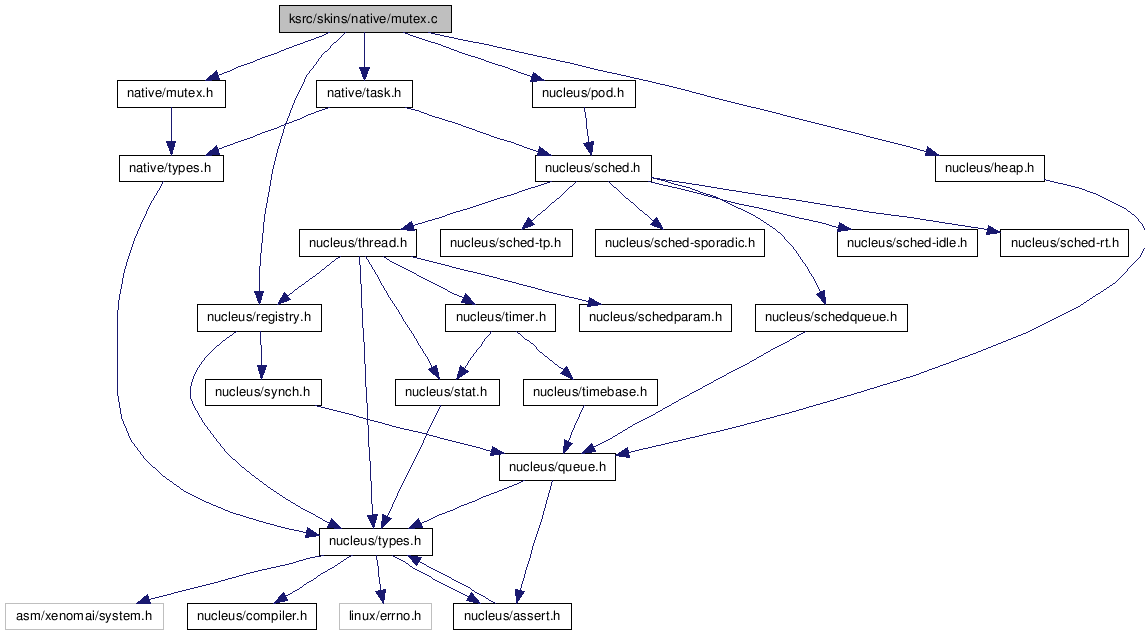 ksrc/skins/native/mutex.c
native/mutex.h
native/task.h
nucleus/pod.h
native/types.h
nucleus/sched.h
nucleus/heap.h
nucleus/thread.h
nucleus/sched-tp.h
nucleus/sched-sporadic.h
nucleus/sched-idle.h
nucleus/sched-rt.h
nucleus/registry.h
nucleus/timer.h
nucleus/schedparam.h
nucleus/schedqueue.h
nucleus/synch.h
nucleus/stat.h
nucleus/timebase.h
nucleus/queue.h
nucleus/types.h
asm/xenomai/system.h
nucleus/compiler.h
linux/errno.h
nucleus/assert.h